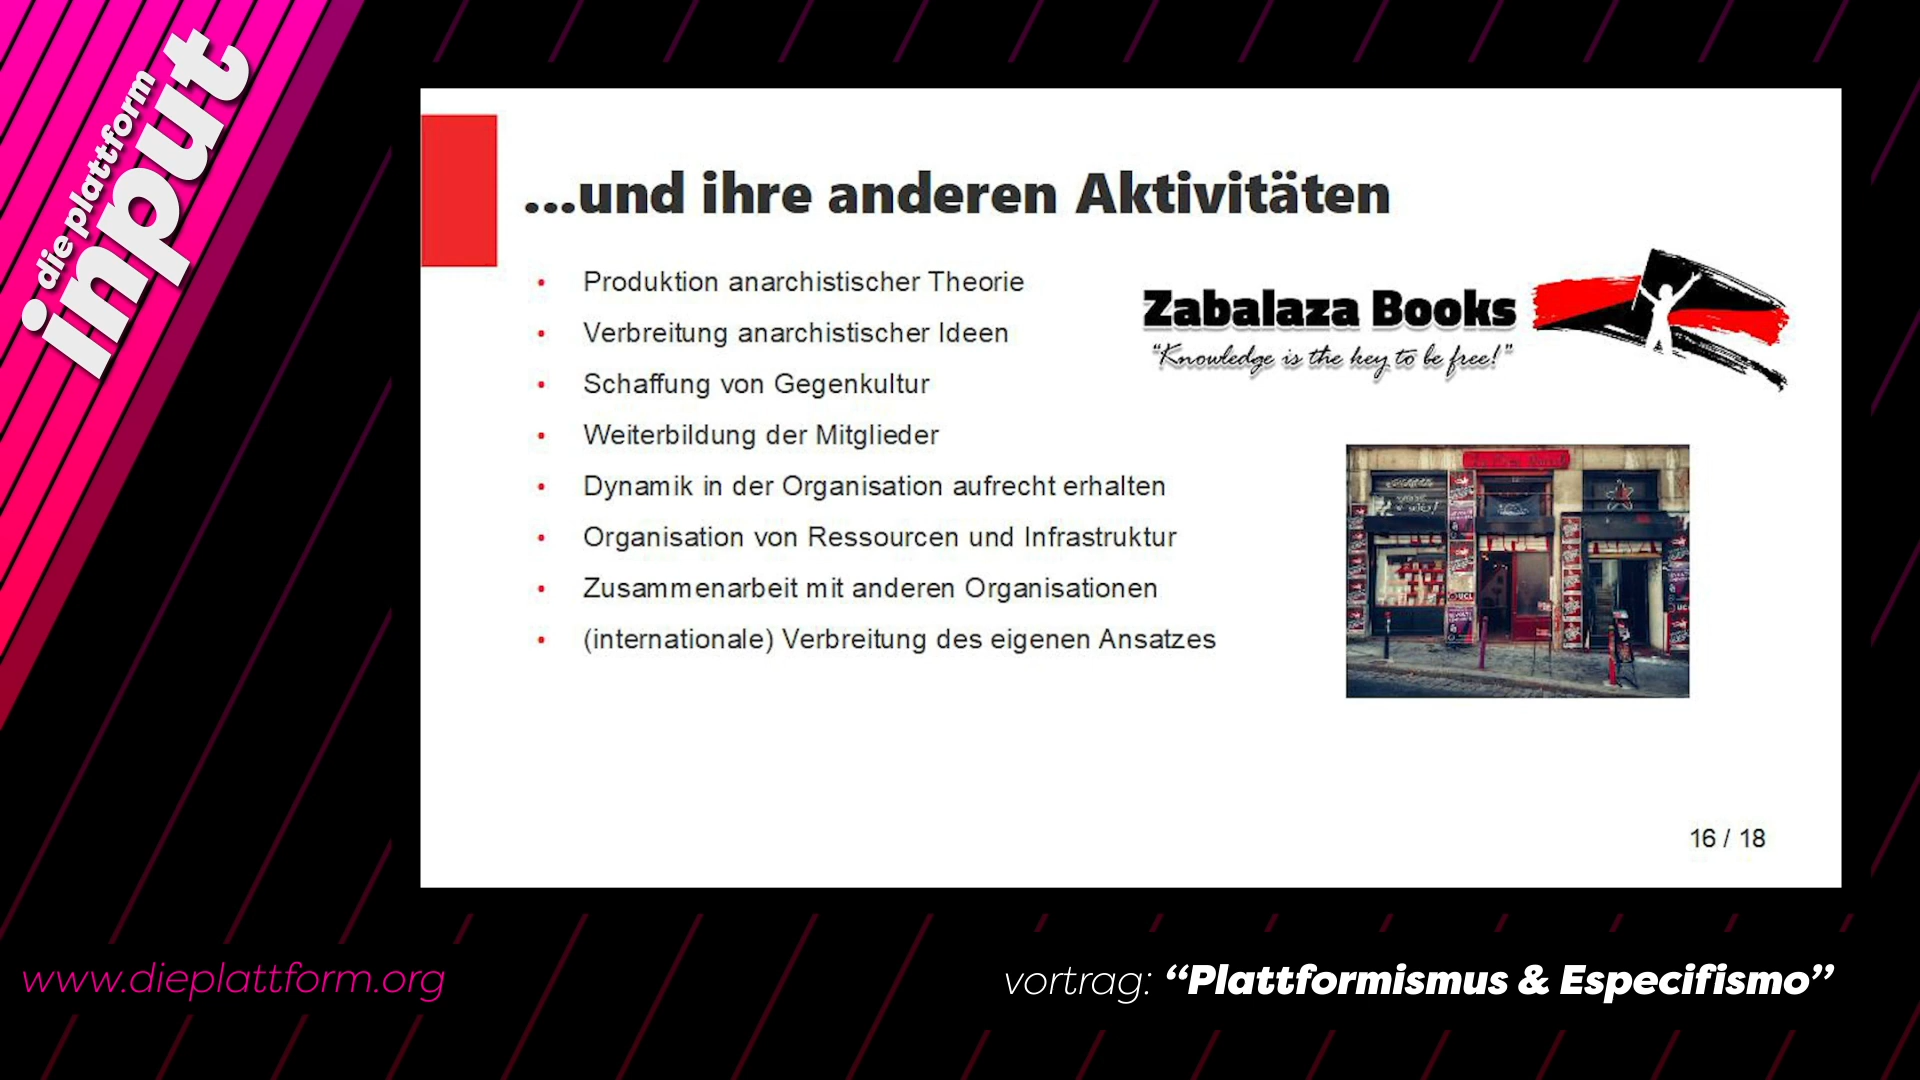 die plattform
input
...und ihre anderen Aktivitäten
• Produktion anarchistischer Theorie
• Verbreitung anarchistischer Ideen
• Schaffung von Gegenkultur
• Weiterbildung der Mitglieder
• Dynamik in der Organisation aufrecht erhalten
• Organisation von Ressourcen und Infrastruktur
• Zusammenarbeit mit anderen Organisationen
• (internationale) Verbreitung des eigenen Ansatzes
Zabalaza Books
"Knowledge is the key to be free!"
UCL
16 / 18
www.dieplattform.org
vortrag: “Plattformismus & Especifismo”